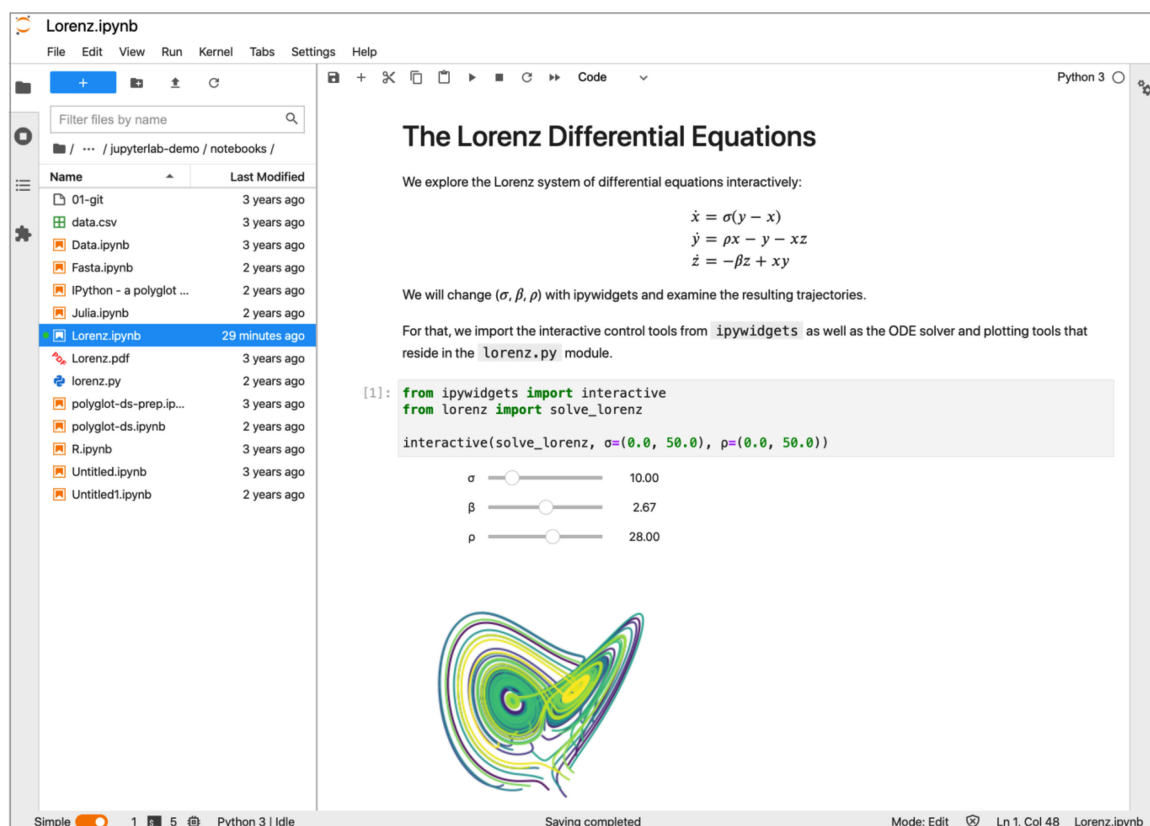 Lorenz.ipynb
File Edit View Run Kernel Tabs Settings Help
+
Filter files by name
/ ··· / jupyterlab-demo / notebooks /
Name Last Modified
01-git 3 years ago
data.csv 3 years ago
Data.ipynb 3 years ago
Fasta.ipynb 2 years ago
IPython - a polyglot ... 2 years ago
Julia.ipynb 2 years ago
Lorenz.ipynb 29 minutes ago
Lorenz.pdf 3 years ago
lorenz.py 2 years ago
polyglot-ds-prep.ip... 3 years ago
polyglot-ds.ipynb 2 years ago
R.ipynb 3 years ago
Untitled.ipynb 3 years ago
Untitled1.ipynb 2 years ago
Code Python 3
The Lorenz Differential Equations
We explore the Lorenz system of differential equations interactively:
ẋ = σ(y − x)
ẏ = ρx − y − xz
ż = −βz + xy
We will change (σ, β, ρ) with ipywidgets and examine the resulting trajectories.
For that, we import the interactive control tools from ipywidgets as well as the ODE solver and plotting tools that
reside in the lorenz.py module.
[1]: from ipywidgets import interactive
from lorenz import solve_lorenz
interactive(solve_lorenz, σ=(0.0, 50.0), ρ=(0.0, 50.0))
σ 10.00
β 2.67
ρ 28.00
Simple 1 5 Python 3 | Idle Saving completed Mode: Edit Ln 1, Col 48 Lorenz.ipynb